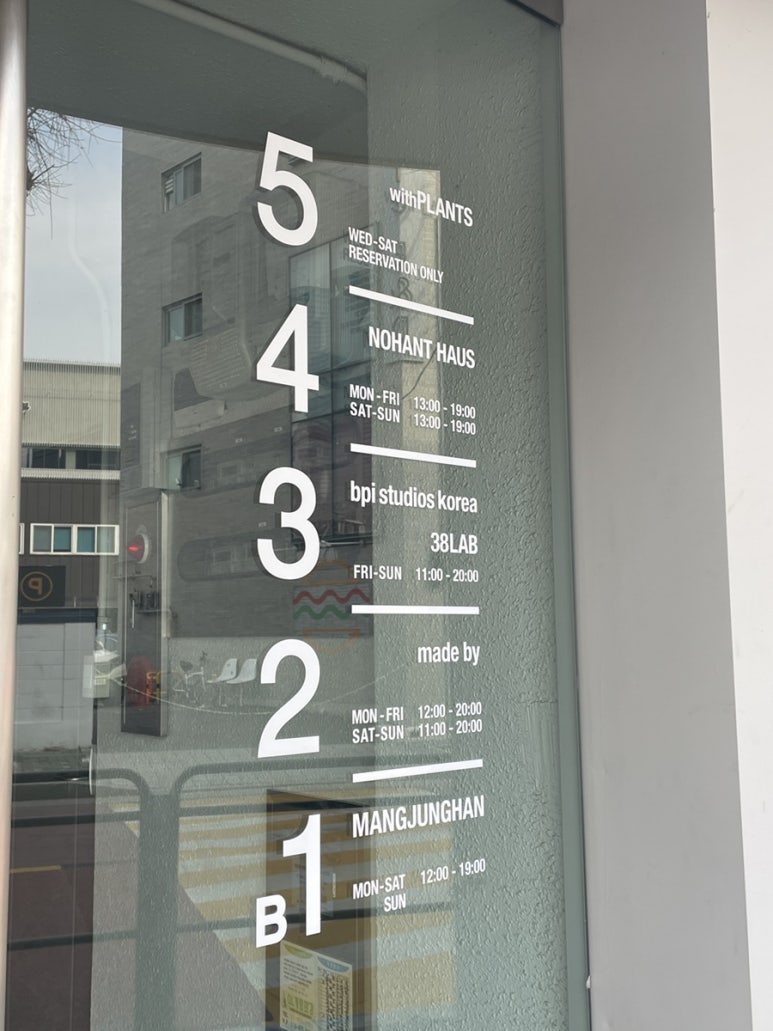 5
withPLANTS
WED-SAT
RESERVATION ONLY
4
NOHANT HAUS
MON - FRI 13:00 - 19:00
SAT-SUN 13:00 - 19:00
3
bpi studios korea
38LAB
FRI-SUN 11:00 - 20:00
2
made by
MON - FRI 12:00 - 20:00
SAT-SUN 11:00 - 20:00
B1
MANGJUNGHAN
MON-SAT 12:00 - 19:00
SUN